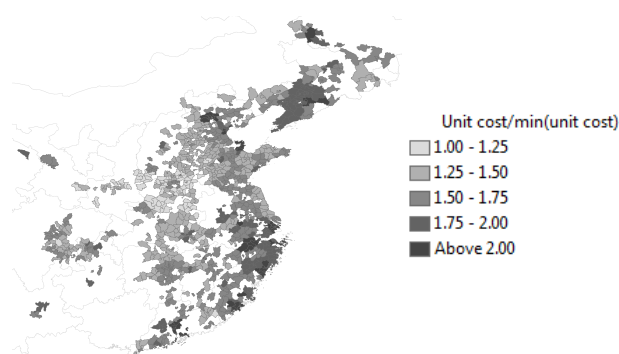 Unit cost/min(unit cost)
1.00 - 1.25
1.25 - 1.50
1.50 - 1.75
1.75 - 2.00
Above 2.00